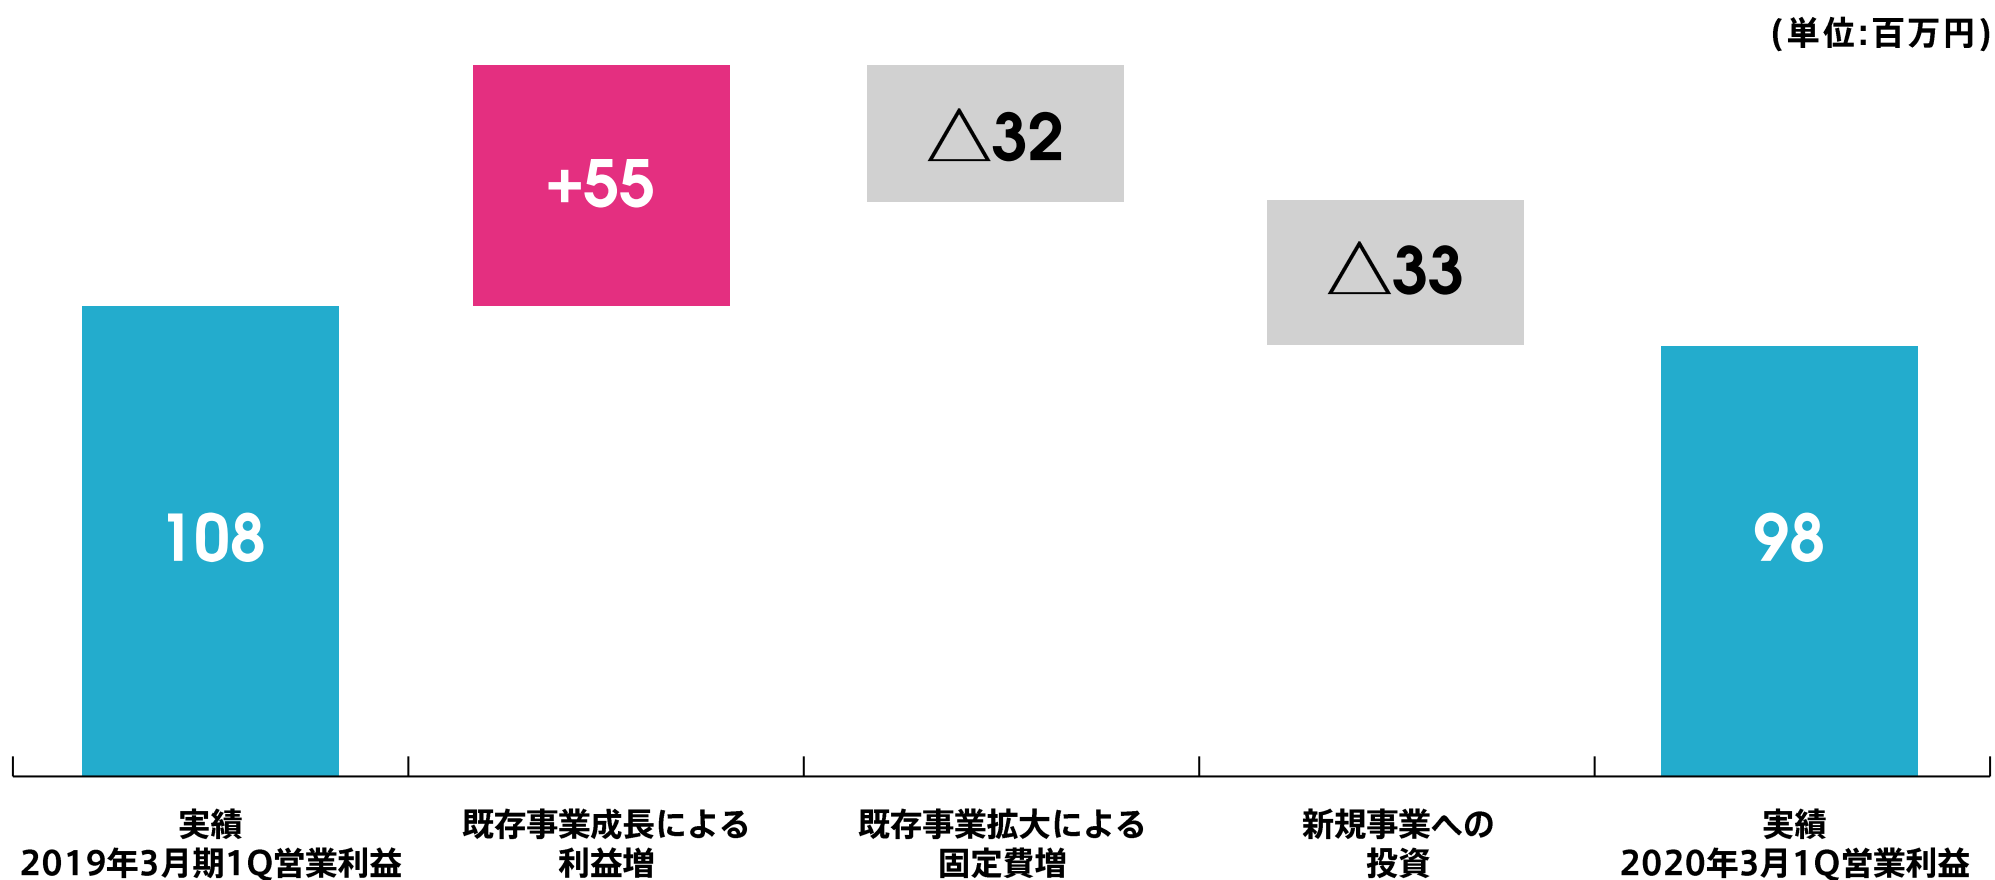 (単位:百万円)
+55
△32
△33
108
98
実績
2019年3月期1Q営業利益
既存事業成長による
利益増
既存事業拡大による
固定費増
新規事業への
投資
実績
2020年3月1Q営業利益